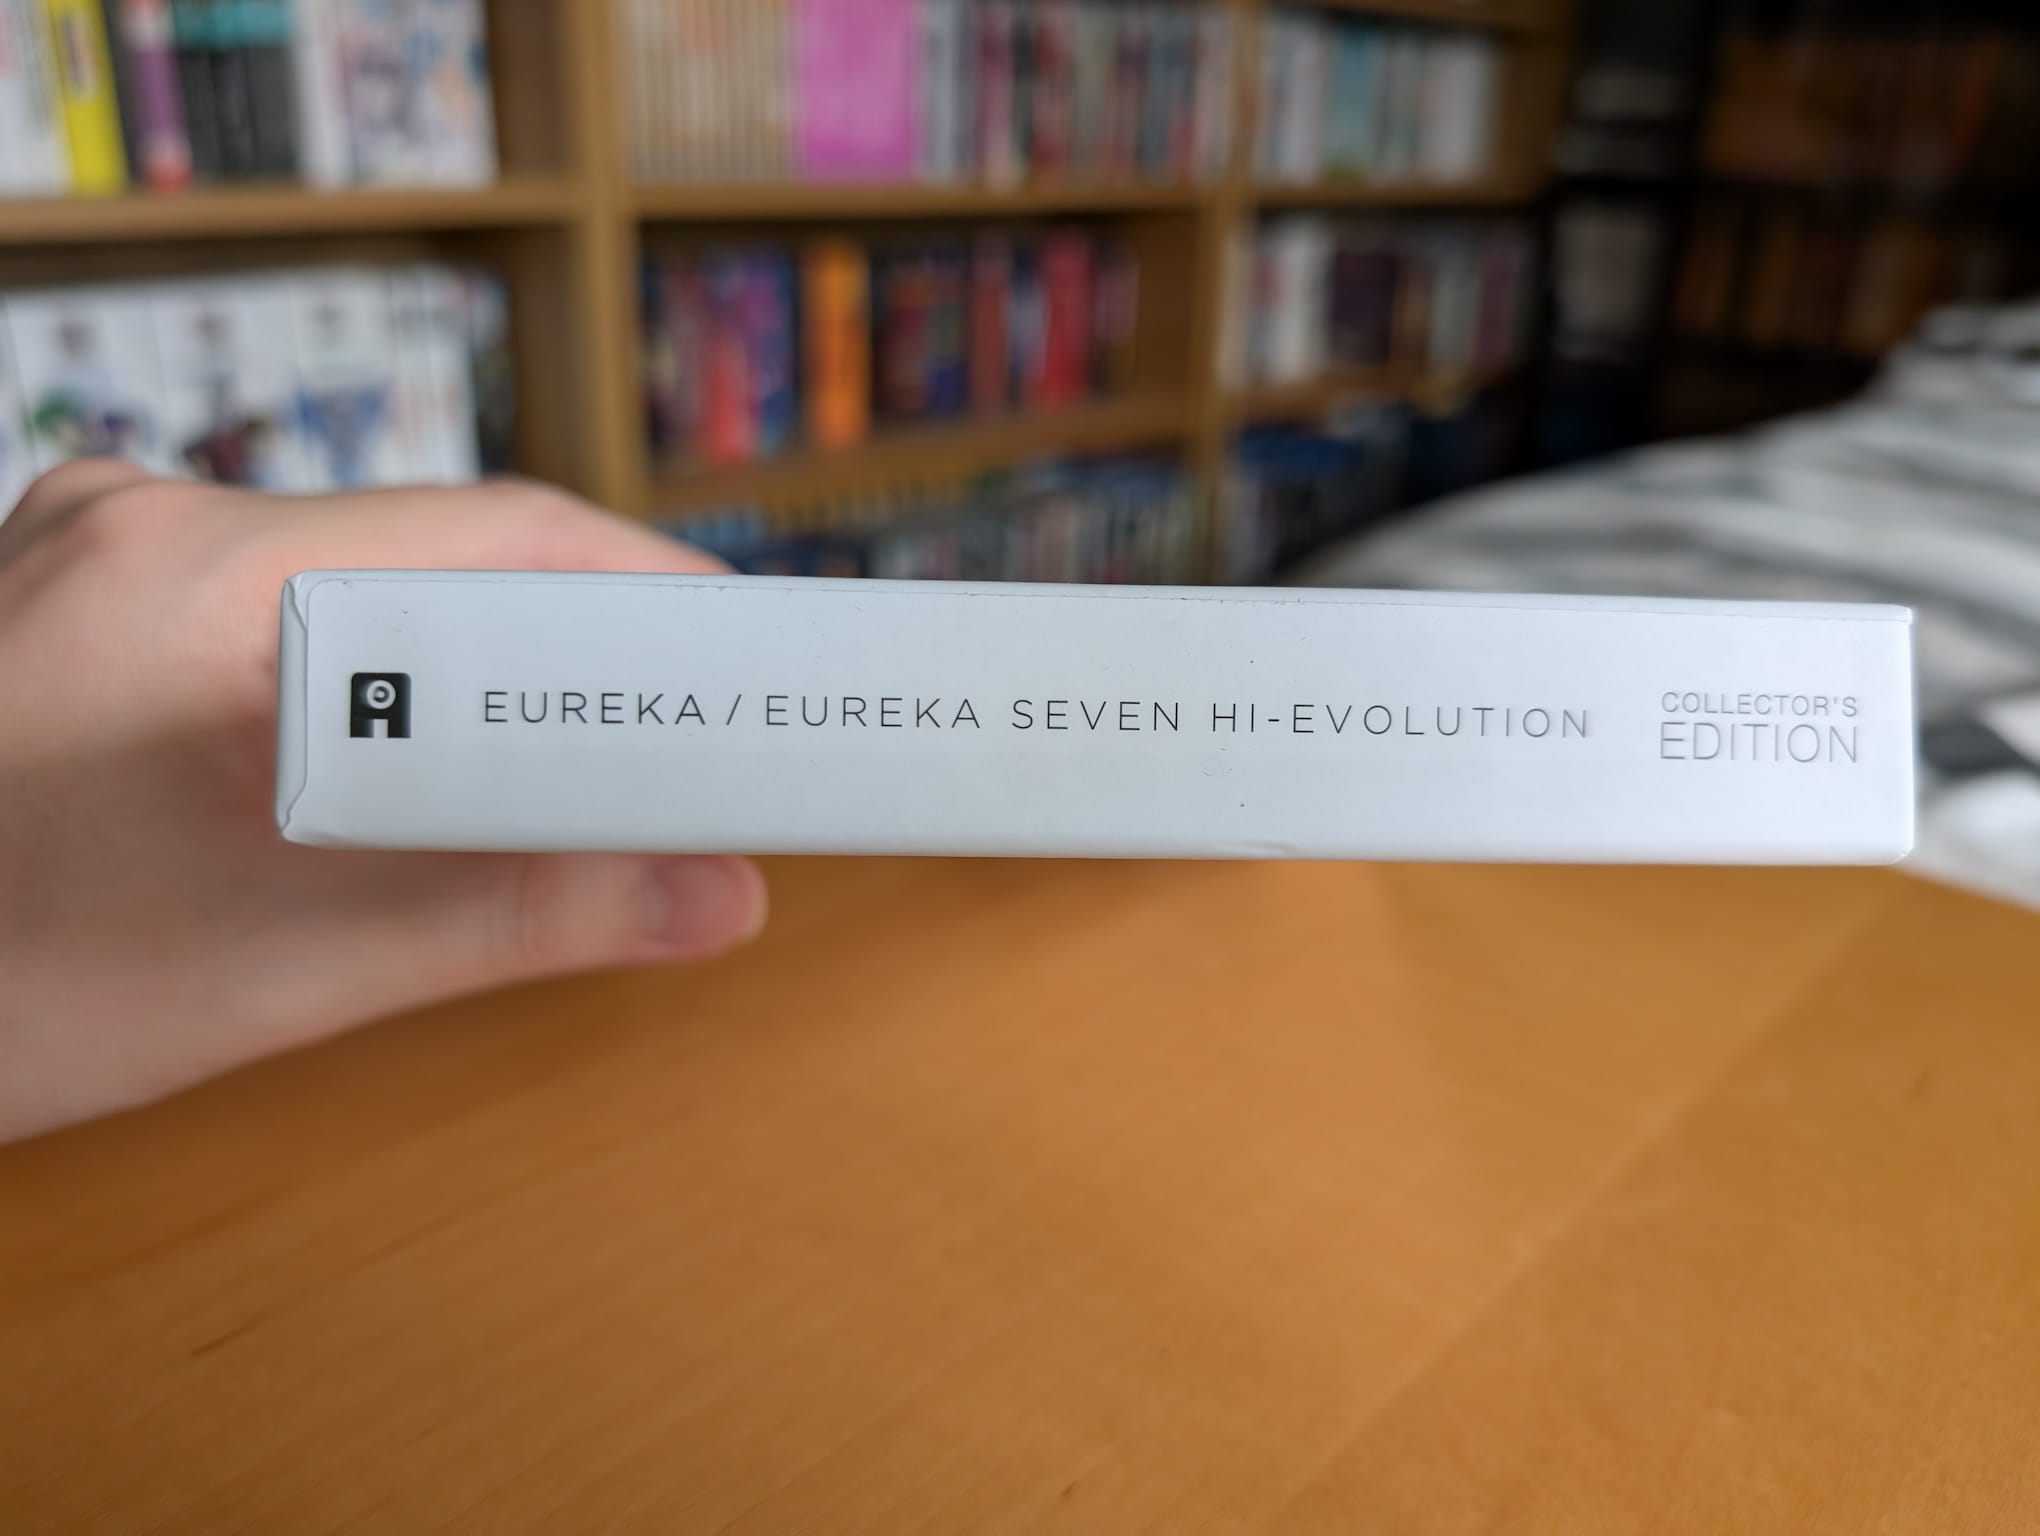 EUREKA / EUREKA SEVEN HI-EVOLUTION
COLLECTOR'S
EDITION